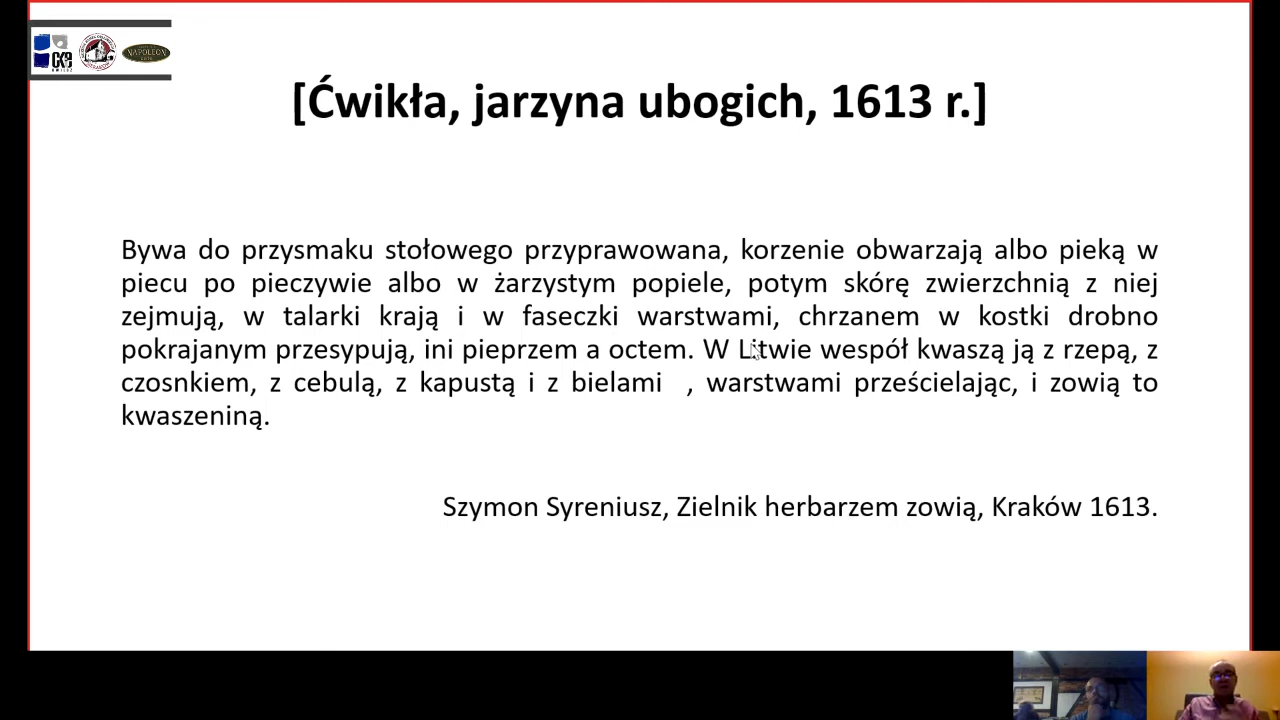 CKE
NAPOLEON
[Ćwikła, jarzyna ubogich, 1613 r.]
Bywa do przysmaku stołowego przyprawowana, korzenie obwarzają albo pieką w
piecu po pieczywie albo w żarzystym popiele, potym skórę zwierzchnią z niej
zejmują, w talarki krają i w faseczki warstwami, chrzanem w kostki drobno
pokrajanym przesypują, ini pieprzem a octem. W Litwie wespół kwaszą ją z rzepą, z
czosnkiem, z cebulą, z kapustą i z bielami , warstwami prześcielając, i zowią to
kwaszeniną.
Szymon Syreniusz, Zielnik herbarzem zowią, Kraków 1613.